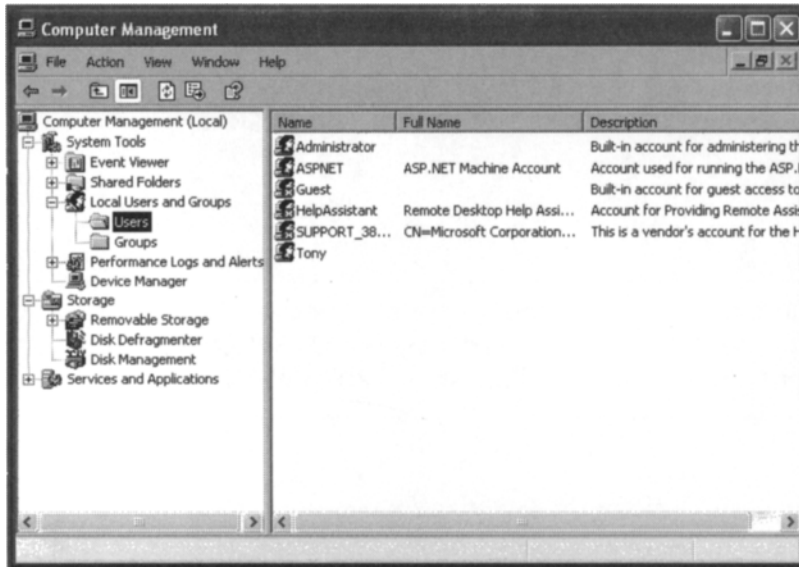 Computer Management
File Action View Window Help
Computer Management (Local)
System Tools
Event Viewer
Shared Folders
Local Users and Groups
Users
Groups
Performance Logs and Alerts
Device Manager
Storage
Removable Storage
Disk Defragmenter
Disk Management
Services and Applications
Name Full Name Description
Administrator Built-in account for administering th
ASPNET ASP.NET Machine Account Account used for running the ASP.
Guest Built-in account for guest access to
HelpAssistant Remote Desktop Help Assi... Account for Providing Remote Assis
SUPPORT_38... CN=Microsoft Corporation... This is a vendor's account for the H
Tony